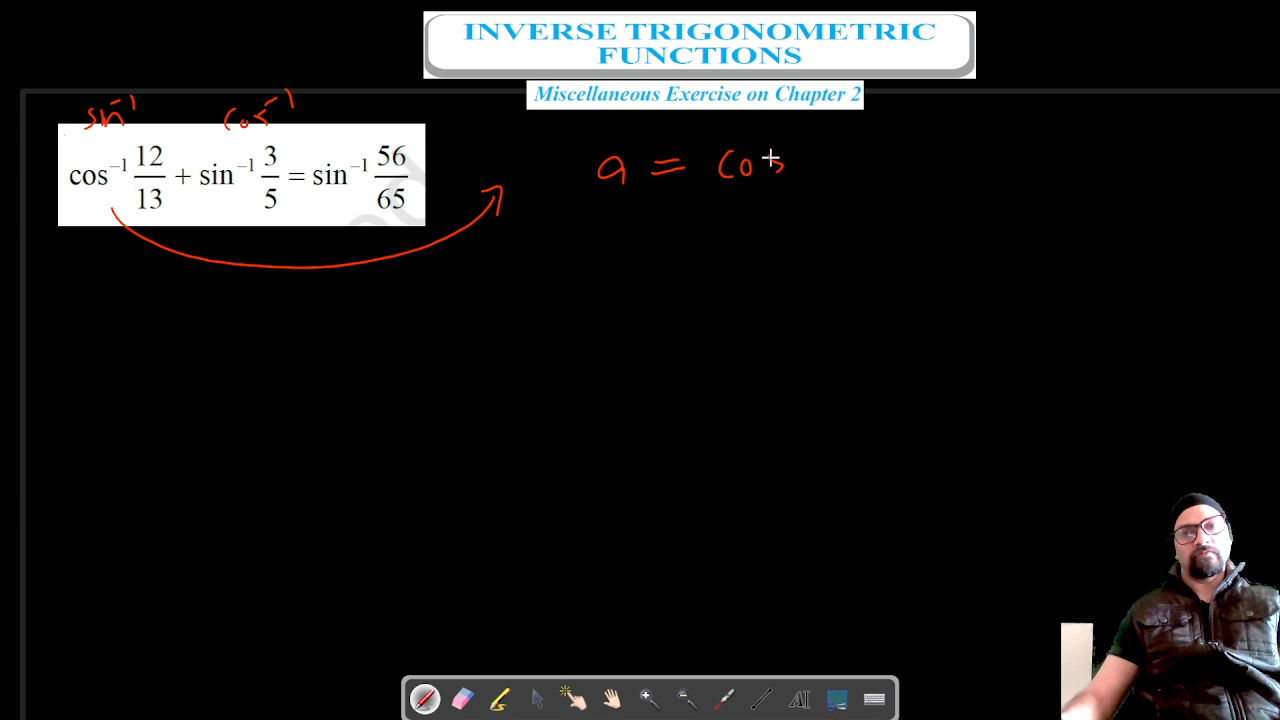 INVERSE TRIGONOMETRIC
FUNCTIONS
Miscellaneous Exercise on Chapter 2
sin⁻¹ cos⁻¹
cos⁻¹ 12/13 + sin⁻¹ 3/5 = sin⁻¹ 56/65
a = cos
AI